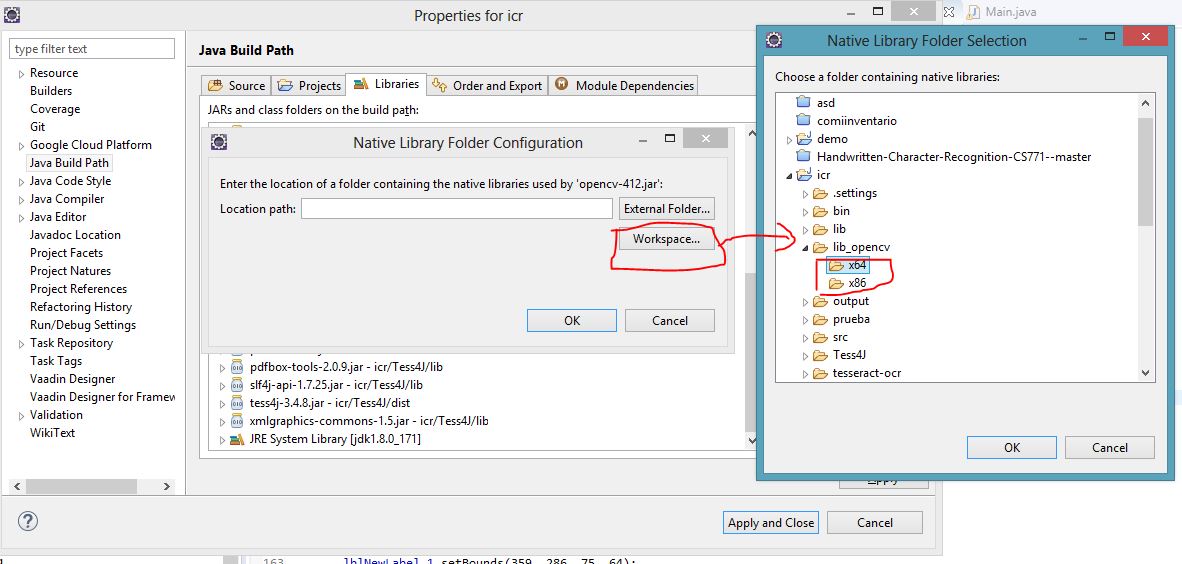 Properties for icr
Main.java
type filter text
Resource
Builders
Coverage
Git
Google Cloud Platform
Java Build Path
Java Code Style
Java Compiler
Java Editor
Javadoc Location
Project Facets
Project Natures
Project References
Refactoring History
Run/Debug Settings
Task Repository
Task Tags
Vaadin Designer
Vaadin Designer for Framew
Validation
WikiText
Java Build Path
Source
Projects
Libraries
Order and Export
Module Dependencies
JARs and class folders on the build path:
Native Library Folder Configuration
Enter the location of a folder containing the native libraries used by 'opencv-412.jar':
Location path:
External Folder...
Workspace...
OK
Cancel
pdfbox-tools-2.0.9.jar - icr/Tess4J/lib
slf4j-api-1.7.25.jar - icr/Tess4J/lib
tess4j-3.4.8.jar - icr/Tess4J/dist
xmlgraphics-commons-1.5.jar - icr/Tess4J/lib
JRE System Library [jdk1.8.0_171]
Apply
Apply and Close
Cancel
Native Library Folder Selection
Choose a folder containing native libraries:
asd
comiinventario
demo
Handwritten-Character-Recognition-CS771--master
icr
.settings
bin
lib
lib_opencv
x64
x86
output
prueba
src
Tess4J
tesseract-ocr
OK
Cancel
163 lblNewLabel_1.setBounds(359, 286, 75, 64);